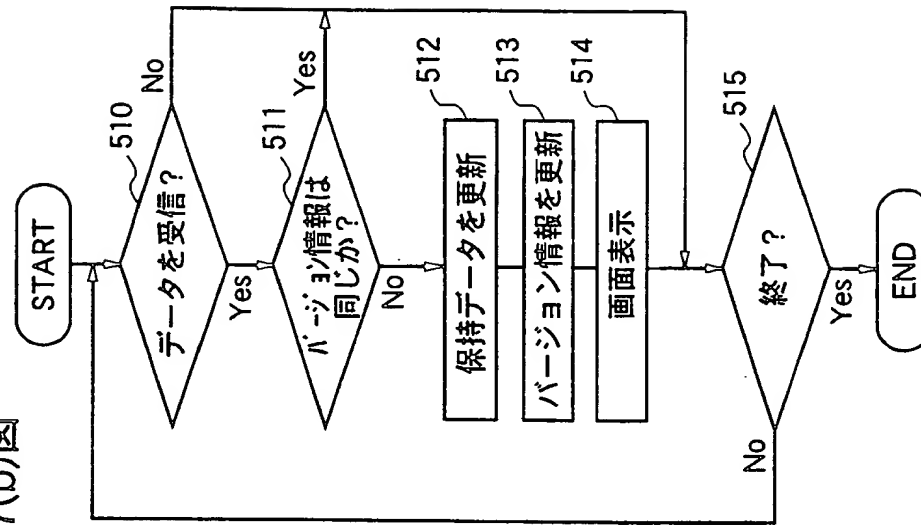 (b)図
START
510
データを受信?
No
Yes
511
バージョン情報は
同じか?
Yes
No
512
保持データを更新
513
バージョン情報を更新
514
画面表示
515
終了?
No
Yes
END